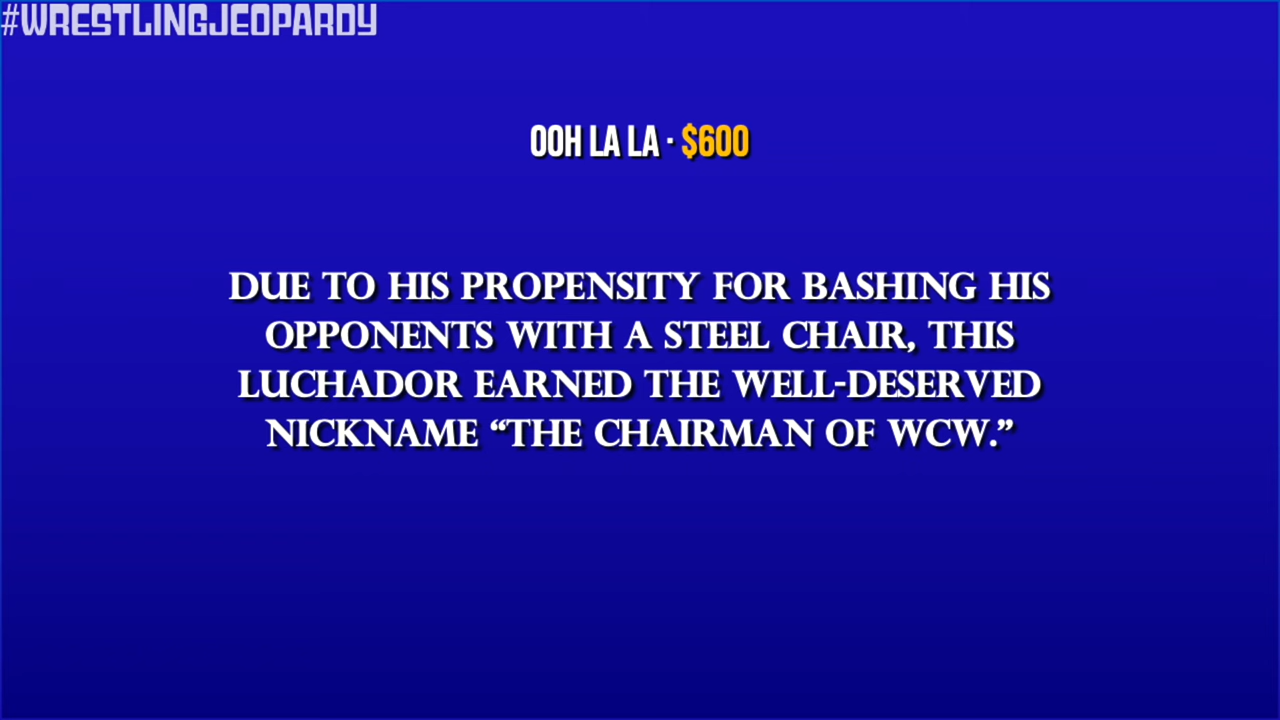 #WRESTLINGJEOPARDY
OOH LA LA · $600
DUE TO HIS PROPENSITY FOR BASHING HIS
OPPONENTS WITH A STEEL CHAIR, THIS
LUCHADOR EARNED THE WELL-DESERVED
NICKNAME “THE CHAIRMAN OF WCW.”